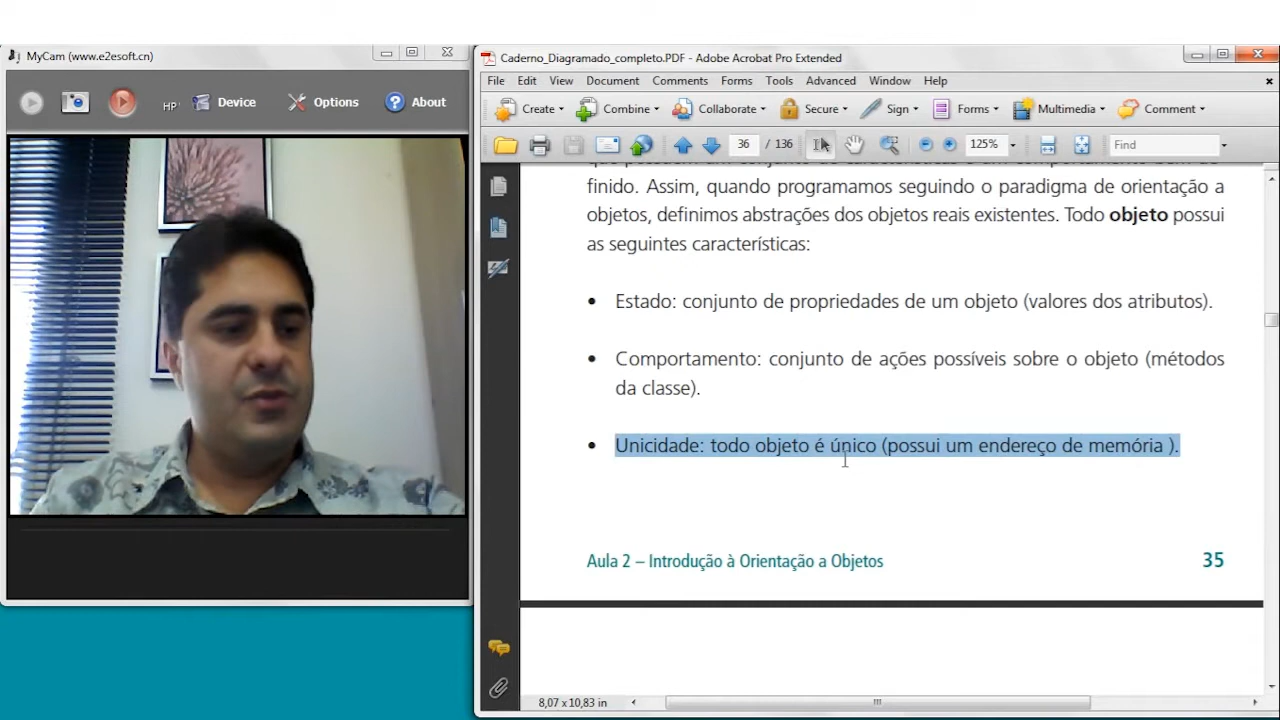 MyCam (www.e2esoft.cn)
HP
Device
Options
About
Caderno_Diagramado_completo.PDF - Adobe Acrobat Pro Extended
File Edit View Document Comments Forms Tools Advanced Window Help
Create Combine Collaborate Secure Sign Forms Multimedia Comment
36 / 136 125% Find
finido. Assim, quando programamos seguindo o paradigma de orientação a
objetos, definimos abstrações dos objetos reais existentes. Todo objeto possui
as seguintes características:
• Estado: conjunto de propriedades de um objeto (valores dos atributos).
• Comportamento: conjunto de ações possíveis sobre o objeto (métodos
da classe).
• Unicidade: todo objeto é único (possui um endereço de memória ).
Aula 2 – Introdução à Orientação a Objetos 35
8,07 x 10,83 in